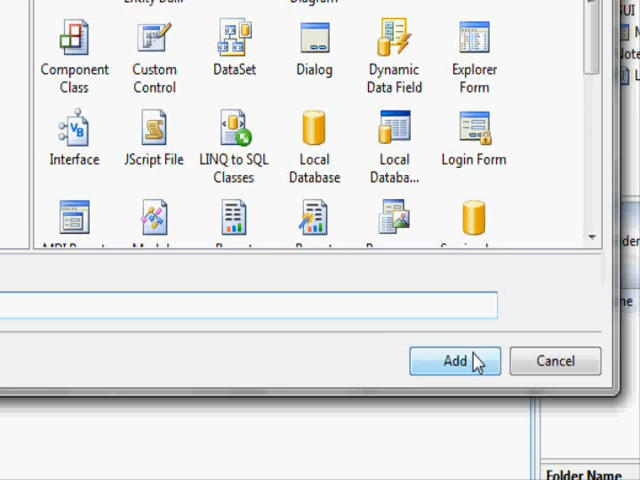 Diagram
Component
Class
Custom
Control
DataSet
Dialog
Dynamic
Data Field
Explorer
Form
Interface
JScript File
LINQ to SQL
Classes
Local
Database
Local
Databa...
Login Form
Add
Cancel
Folder Name